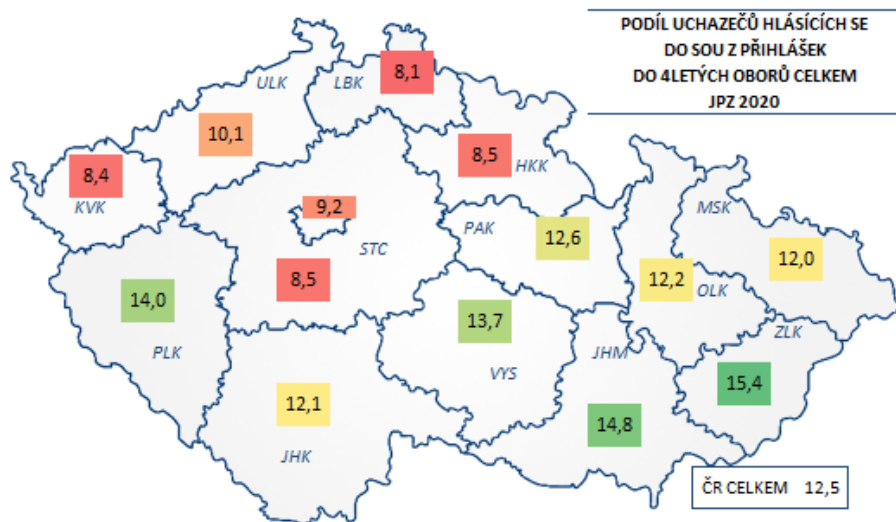 PODÍL UCHAZEČŮ HLÁSÍCÍCH SE
DO SOU Z PŘIHLÁŠEK
DO 4LETÝCH OBORŮ CELKEM
JPZ 2020
ULK
LBK
8,1
10,1
8,5
HKK
8,4
KVK
9,2
PAK
MSK
12,6
STC
12,0
8,5
12,2
OLK
14,0
13,7
ZLK
PLK
VYS
JHM
15,4
12,1
14,8
JHK
ČR CELKEM 12,5